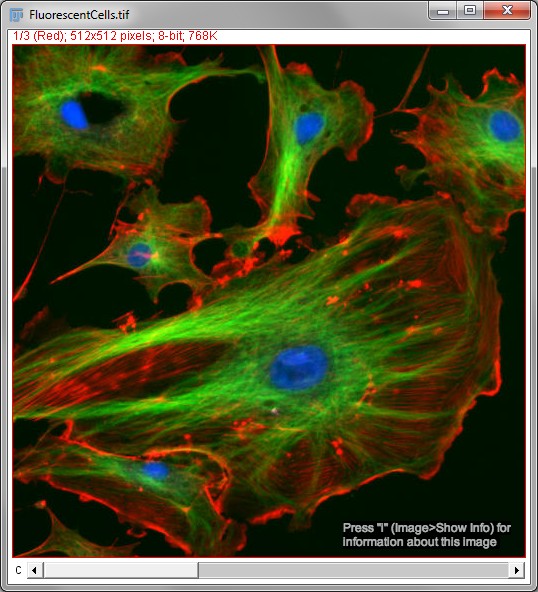 FluorescentCells.tif
1/3 (Red); 512x512 pixels; 8-bit; 768K
Press "i" (Image>Show Info) for
information about this image
C